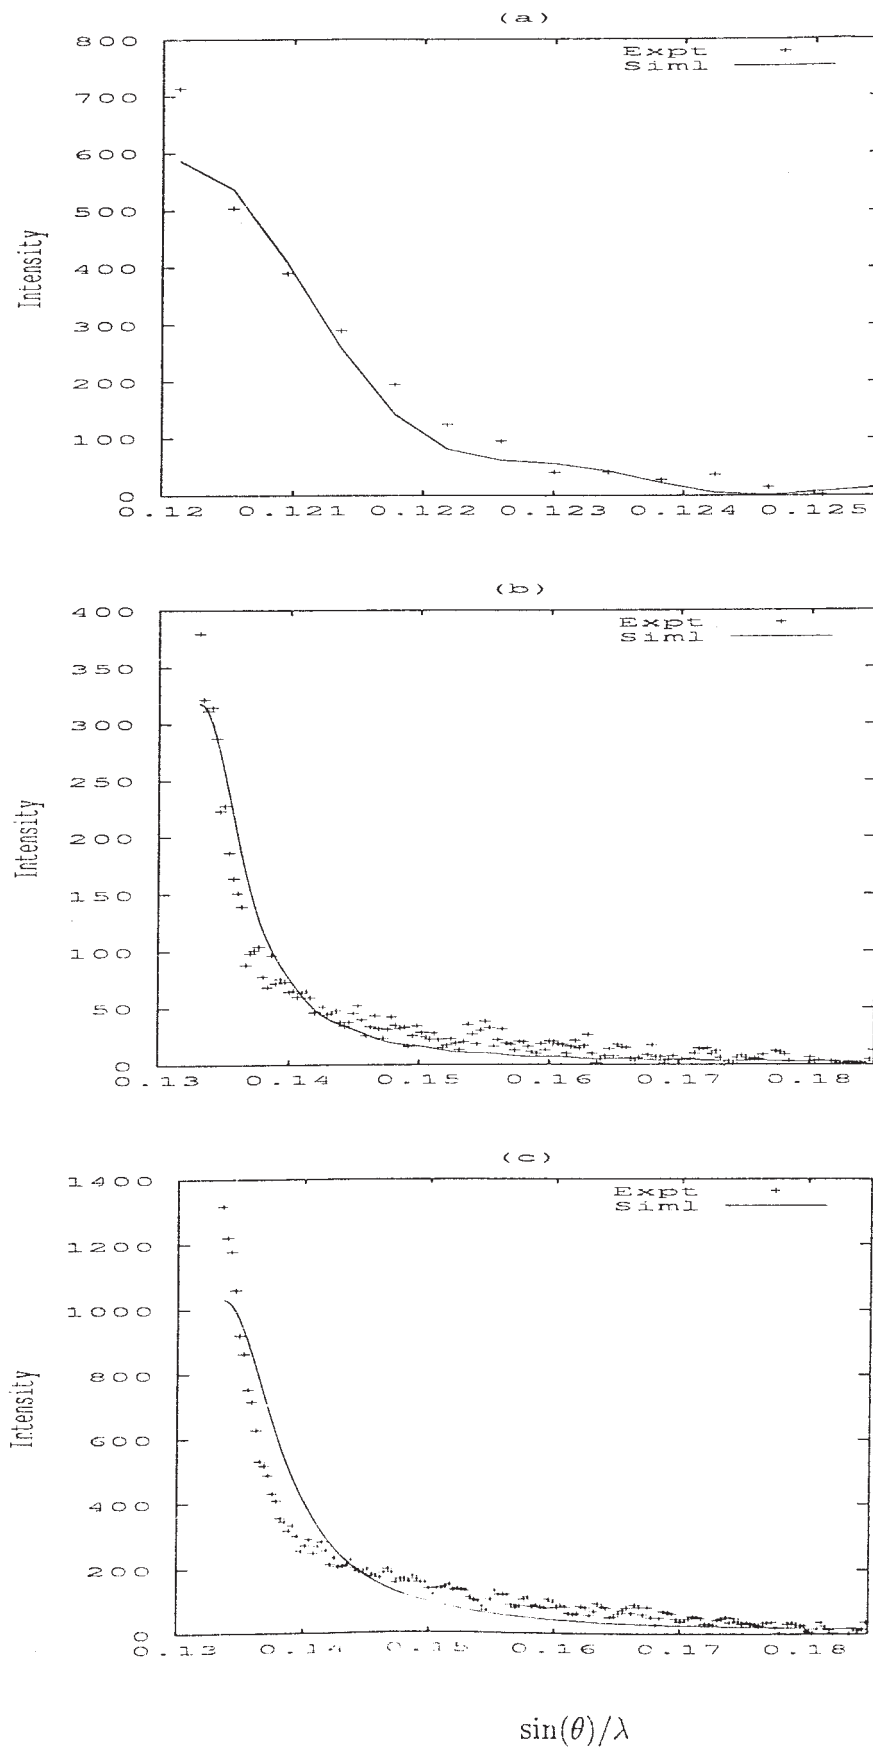 (a)
800
Expt
Siml
700
600
500
400
300
200
100
0
Intensity
0.12 0.121 0.122 0.123 0.124 0.125
(b)
400
Expt
Siml
350
300
250
200
150
100
50
0
Intensity
0.13 0.14 0.15 0.16 0.17 0.18
(c)
1400
Expt
Siml
1200
1000
800
600
400
200
0
Intensity
0.13 0.14 0.15 0.16 0.17 0.18
sin(θ)/λ